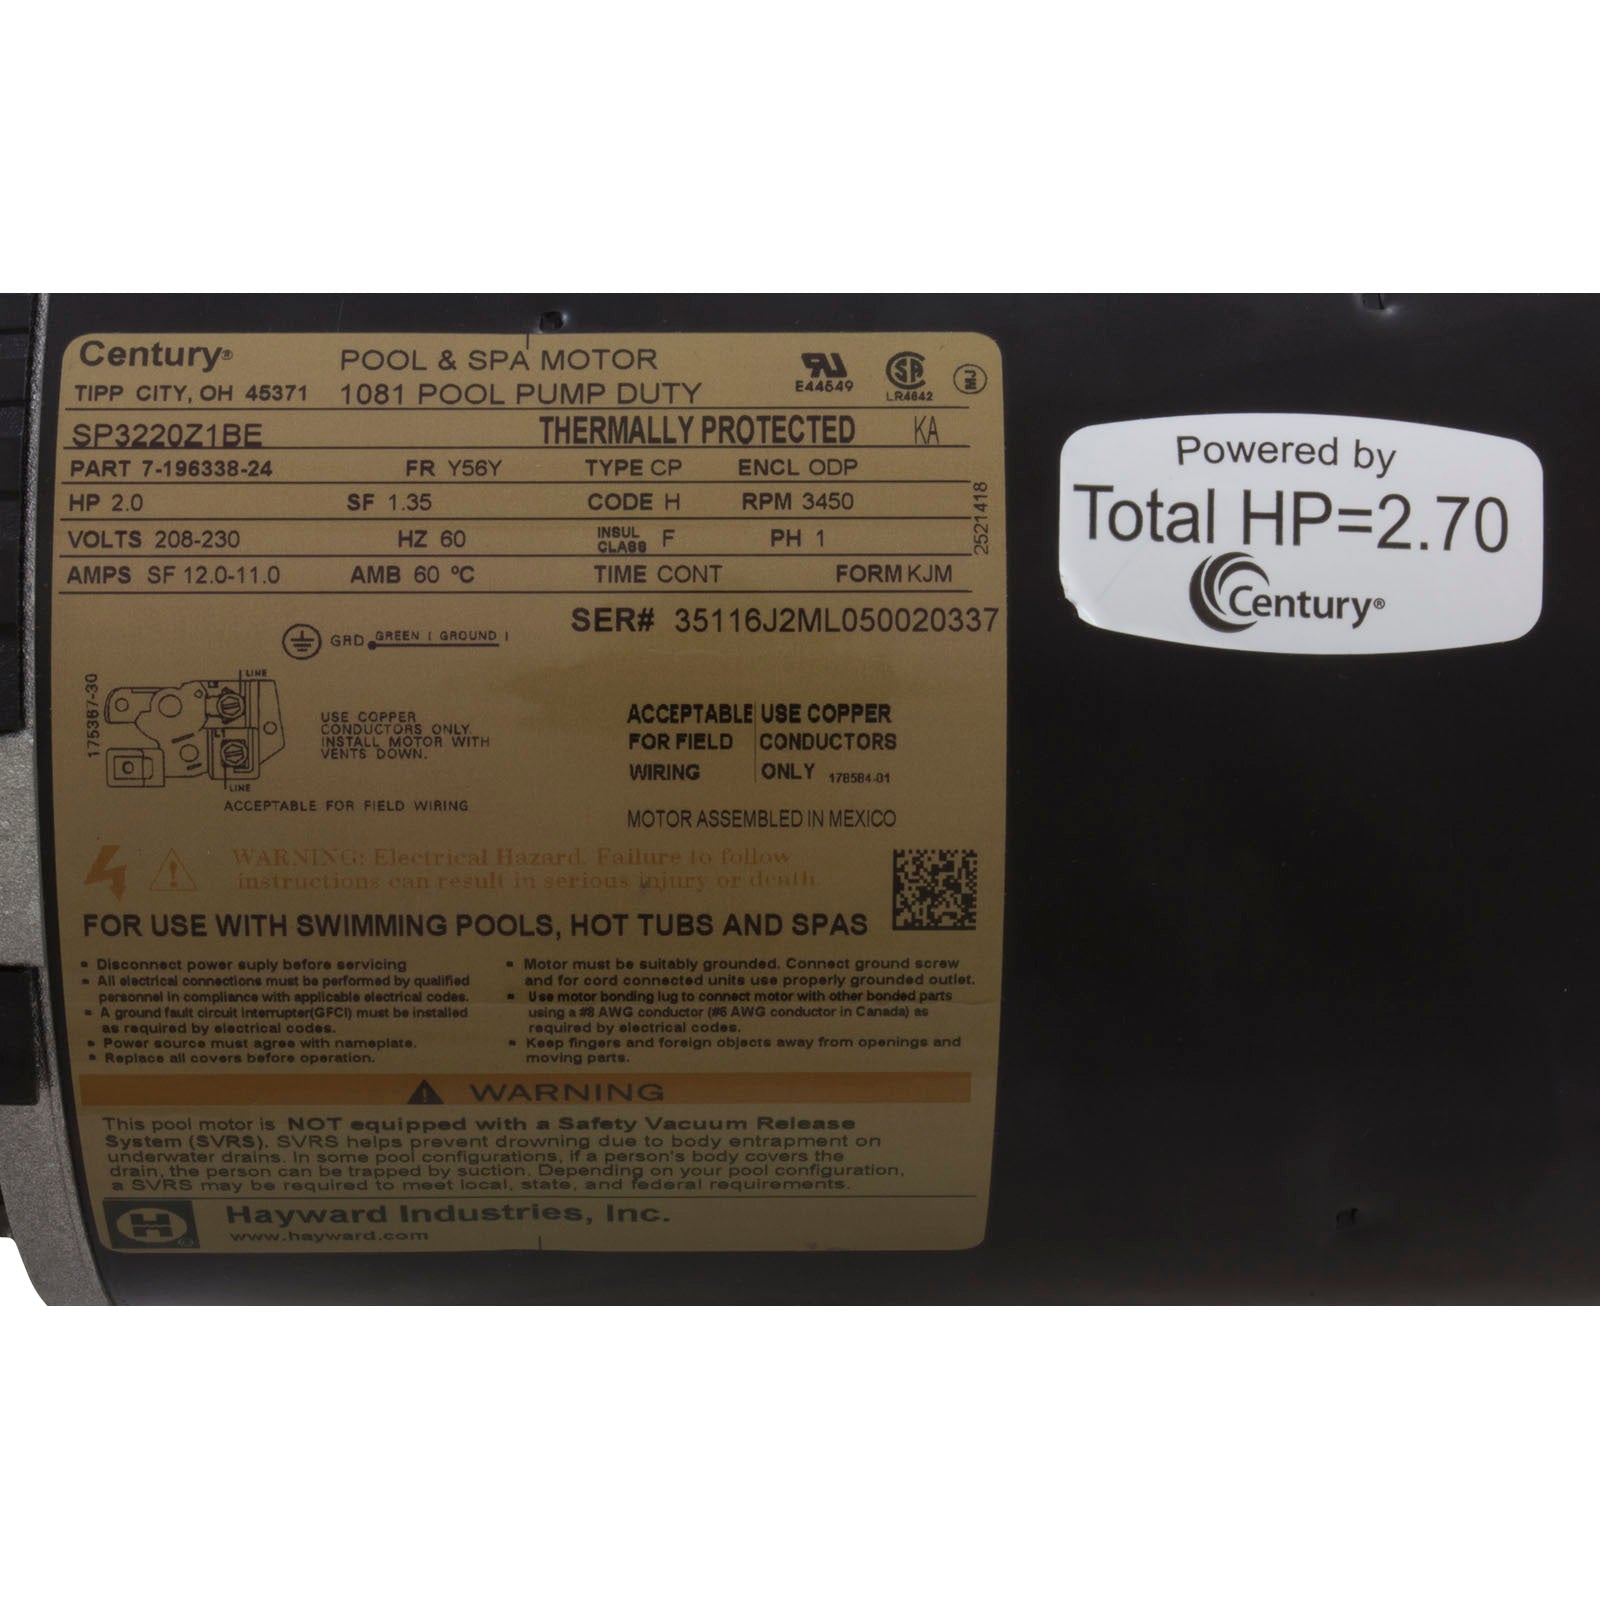 Century®
POOL & SPA MOTOR
TIPP CITY, OH 45371
1081 POOL PUMP DUTY
E44549
LR4642
MJ
SP3220Z1BE THERMALLY PROTECTED KA
PART 7-196338-24 FR Y56Y TYPE CP ENCL ODP
HP 2.0 SF 1.35 CODE H RPM 3450
VOLTS 208-230 HZ 60 INSUL CLASS F PH 1
AMPS SF 12.0-11.0 AMB 60 ºC TIME CONT FORM KJM
2521418
SER# 35116J2ML050020337
GRD GREEN ( GROUND )
175367-30
LINE
L1
LINE
USE COPPER
CONDUCTORS ONLY.
INSTALL MOTOR WITH
VENTS DOWN.
ACCEPTABLE FOR FIELD WIRING
ACCEPTABLE USE COPPER
FOR FIELD CONDUCTORS
WIRING ONLY 178584-01
MOTOR ASSEMBLED IN MEXICO
WARNING: Electrical Hazard. Failure to follow
instructions can result in serious injury or death.
FOR USE WITH SWIMMING POOLS, HOT TUBS AND SPAS
▪ Disconnect power suply before servicing
▪ All electrical connections must be performed by qualified
personnel in compliance with applicable electrical codes.
▪ A ground fault circuit interrupter(GFCI) must be installed
as required by electrical codes.
▪ Power source must agree with nameplate.
▪ Replace all covers before operation.
▪ Motor must be suitably grounded. Connect ground screw
and for cord connected units use properly grounded outlet.
▪ Use motor bonding lug to connect motor with other bonded parts
using a #8 AWG conductor (#6 AWG conductor in Canada) as
required by electrical codes.
▪ Keep fingers and foreign objects away from openings and
moving parts.
WARNING
This pool motor is NOT equipped with a Safety Vacuum Release
System (SVRS). SVRS helps prevent drowning due to body entrapment on
underwater drains. In some pool configurations, if a person's body covers the
drain, the person can be trapped by suction. Depending on your pool configuration,
a SVRS may be required to meet local, state, and federal requirements.
H
Hayward Industries, Inc.
www.hayward.com
Powered by
Total HP=2.70
Century®